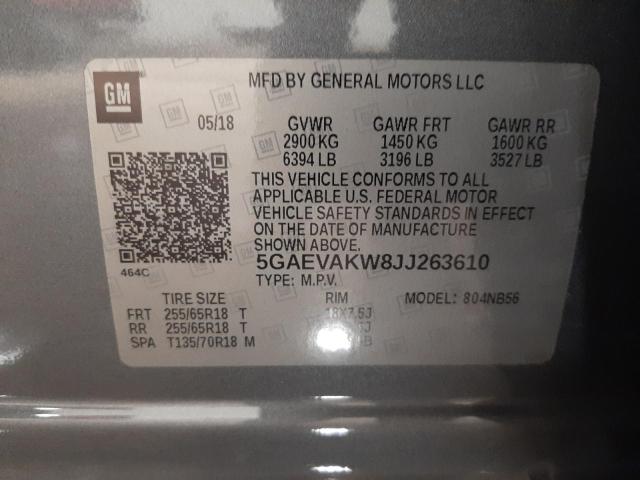 GM
MFD BY GENERAL MOTORS LLC
05/18
GVWR GAWR FRT GAWR RR
2900 KG 1450 KG 1600 KG
6394 LB 3196 LB 3527 LB
THIS VEHICLE CONFORMS TO ALL
APPLICABLE U.S. FEDERAL MOTOR
VEHICLE SAFETY STANDARDS IN EFFECT
ON THE DATE OF MANUFACTURE
SHOWN ABOVE.
464C
5GAEVAKW8JJ263610
TYPE: M.P.V.
TIRE SIZE RIM MODEL: 804NB56
FRT 255/65R18 T 18X7.5J
RR 255/65R18 T
SPA T135/70R18 M